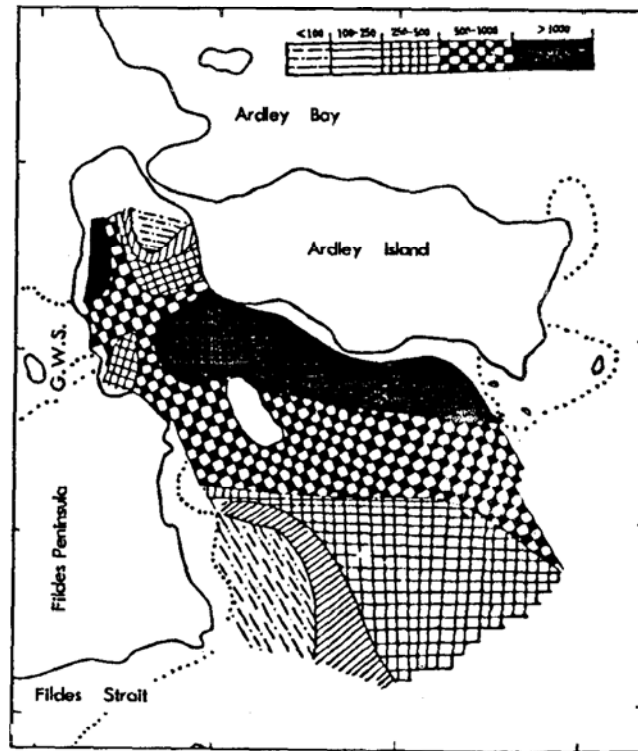 <100 100-250 250-500 500-1000 >1000
Ardley Bay
Ardley Island
G.W.S.
Fildes Peninsula
Fildes Strait